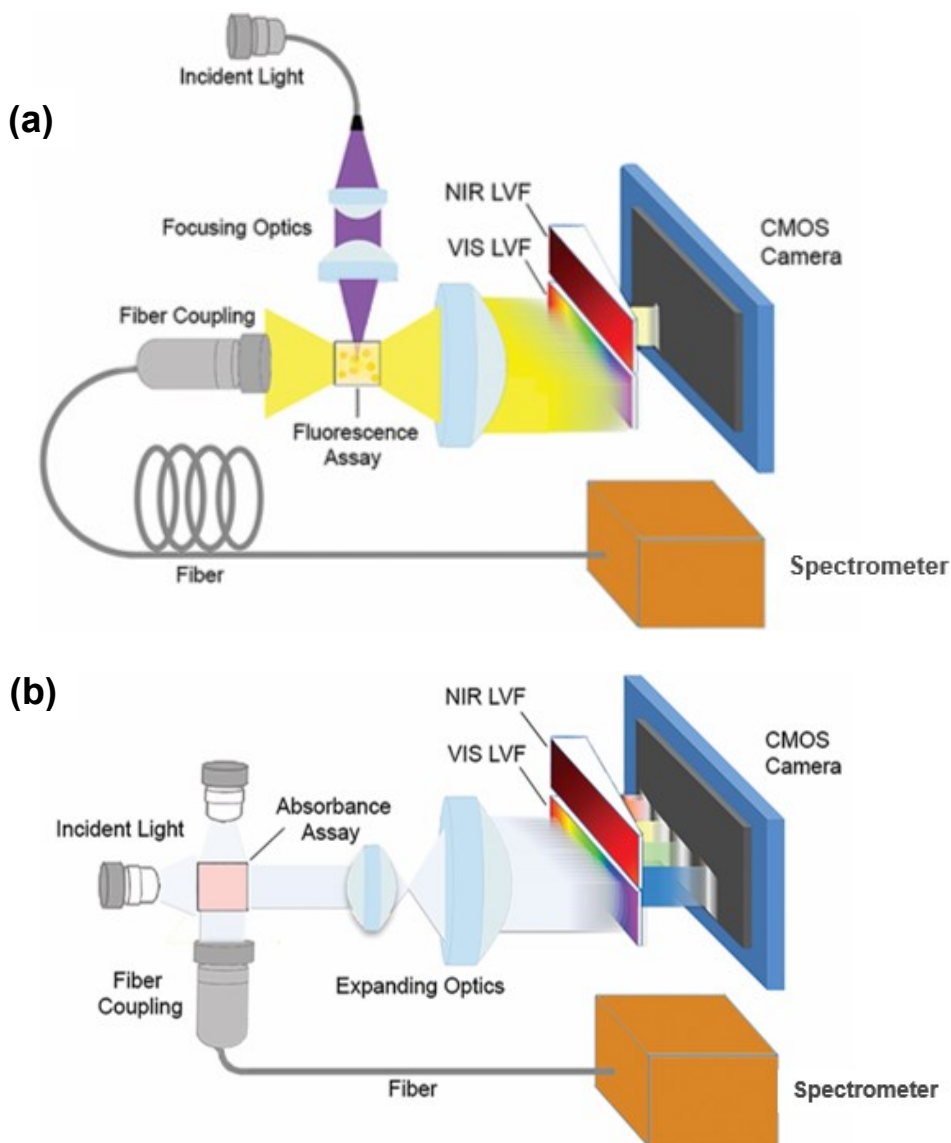 Incident Light
(a)
NIR LVF
Focusing Optics
VIS LVF
CMOS
Camera
Fiber Coupling
Fluorescence
Assay
Fiber
Spectrometer
(b)
NIR LVF
VIS LVF
CMOS
Camera
Absorbance
Assay
Incident Light
Fiber
Coupling
Expanding Optics
Fiber
Spectrometer